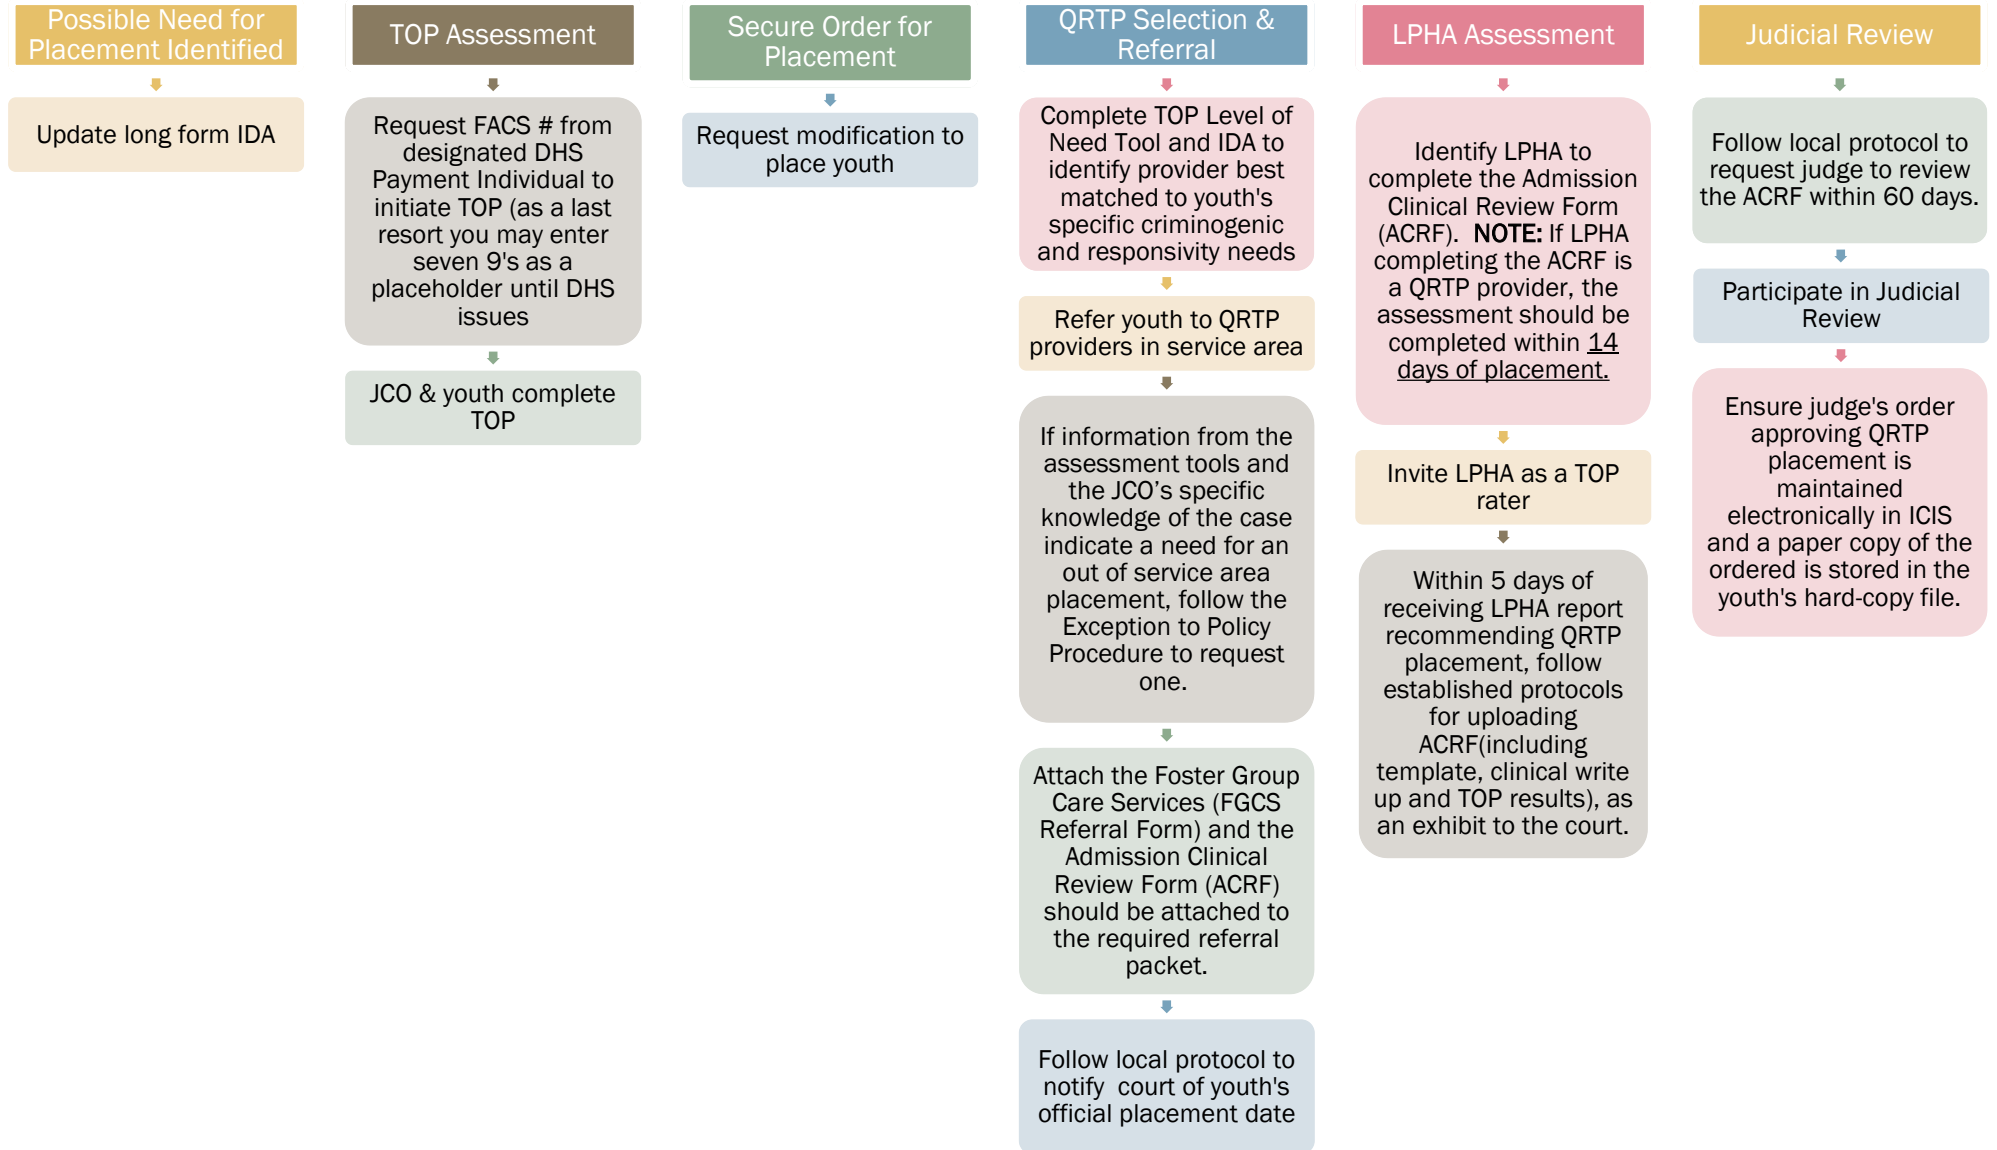 Possible Need for
Placement Identified
Update long form IDA
TOP Assessment
Request FACS # from
designated DHS
Payment Individual to
initiate TOP (as a last
resort you may enter
seven 9's as a
placeholder until DHS
issues
JCO & youth complete
TOP
Secure Order for
Placement
Request modification to
place youth
QRTP Selection &
Referral
Complete TOP Level of
Need Tool and IDA to
identify provider best
matched to youth's
specific criminogenic
and responsivity needs
Refer youth to QRTP
providers in service area
If information from the
assessment tools and
the JCO’s specific
knowledge of the case
indicate a need for an
out of service area
placement, follow the
Exception to Policy
Procedure to request
one.
Attach the Foster Group
Care Services (FGCS
Referral Form) and the
Admission Clinical
Review Form (ACRF)
should be attached to
the required referral
packet.
Follow local protocol to
notify court of youth's
official placement date
LPHA Assessment
Identify LPHA to
complete the Admission
Clinical Review Form
(ACRF). NOTE: If LPHA
completing the ACRF is
a QRTP provider, the
assessment should be
completed within 14
days of placement.
Invite LPHA as a TOP
rater
Within 5 days of
receiving LPHA report
recommending QRTP
placement, follow
established protocols
for uploading
ACRF(including
template, clinical write
up and TOP results), as
an exhibit to the court.
Judicial Review
Follow local protocol to
request judge to review
the ACRF within 60 days.
Participate in Judicial
Review
Ensure judge's order
approving QRTP
placement is
maintained
electronically in ICIS
and a paper copy of the
ordered is stored in the
youth's hard-copy file.